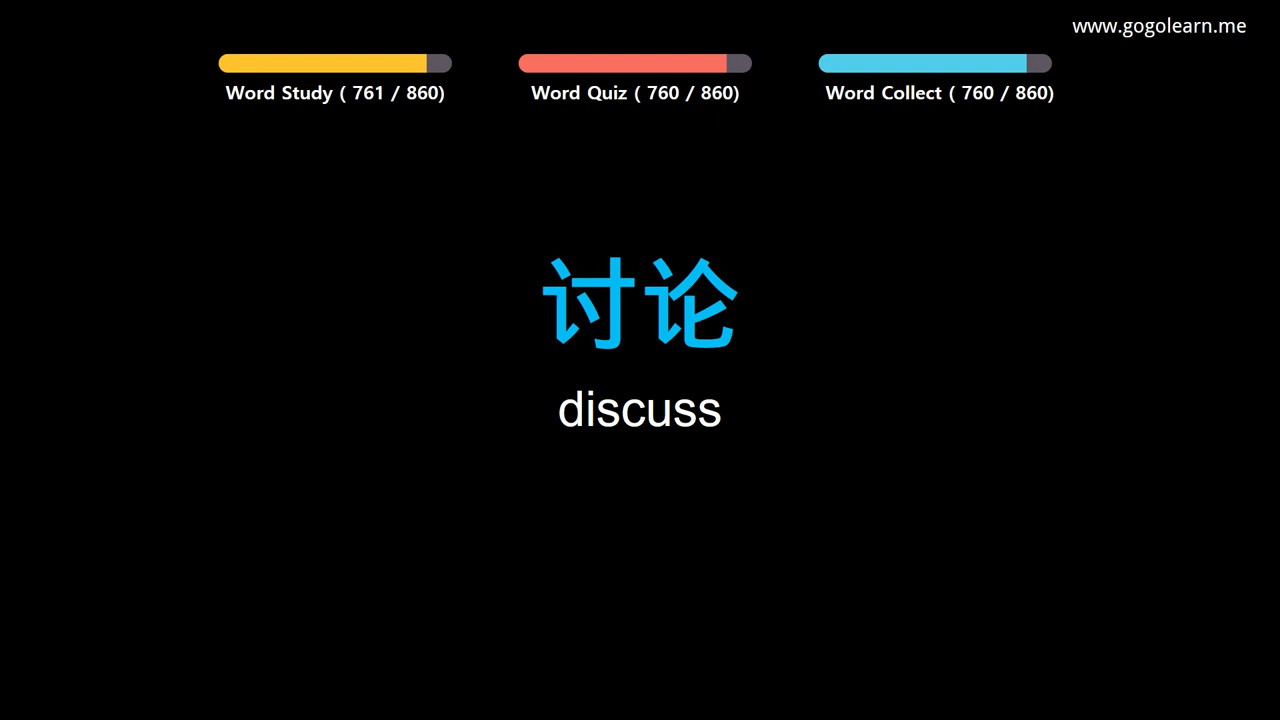 www.gogolearn.me
Word Study ( 761 / 860)
Word Quiz ( 760 / 860)
Word Collect ( 760 / 860)
讨论
discuss